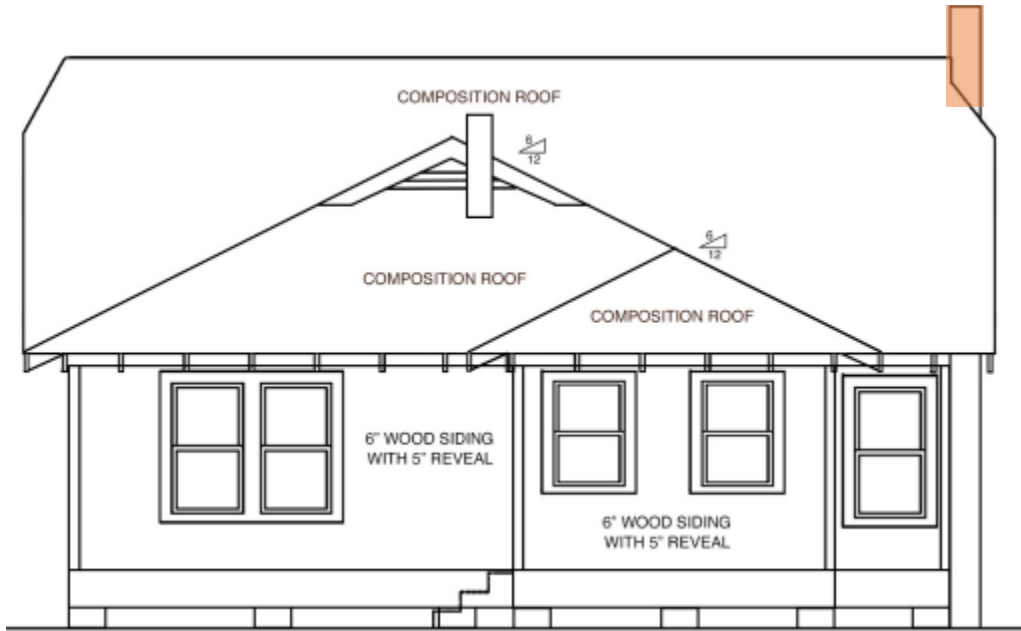 COMPOSITION ROOF
6
12
6
12
COMPOSITION ROOF
COMPOSITION ROOF
6" WOOD SIDING
WITH 5" REVEAL
6" WOOD SIDING
WITH 5" REVEAL